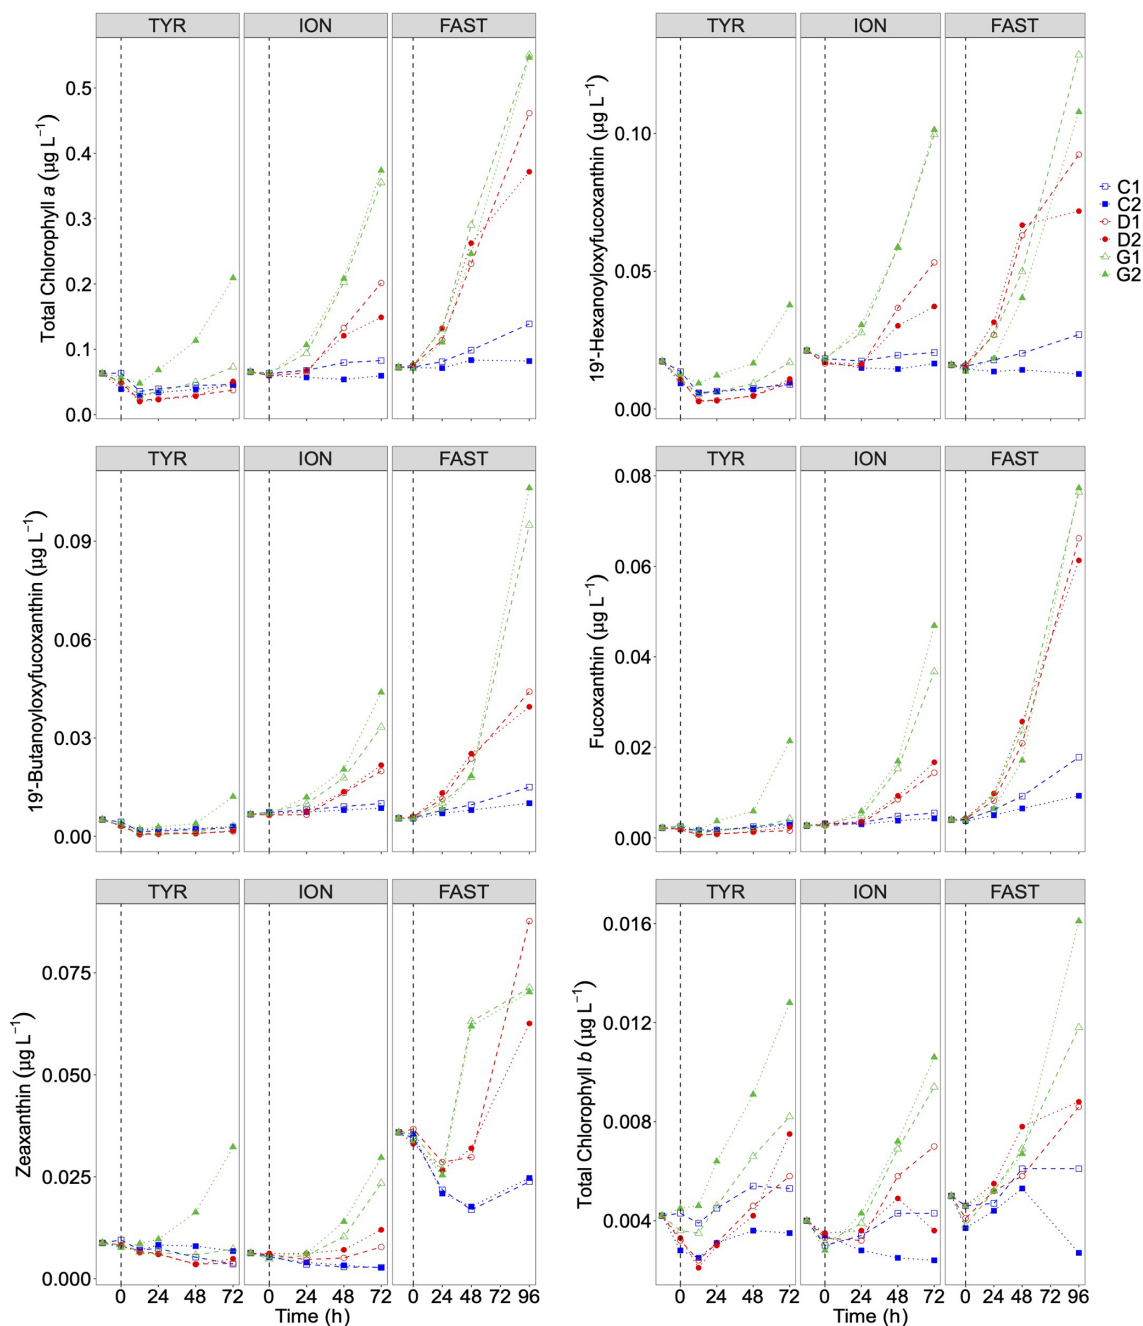 TYR ION FAST
Total Chlorophyll a (µg L−1)
0.5
0.4
0.3
0.2
0.1
0.0
TYR ION FAST
19'-Hexanoyloxyfucoxanthin (µg L−1)
0.10
0.05
0.00
C1
C2
D1
D2
G1
G2
TYR ION FAST
19'-Butanoyloxyfucoxanthin (µg L−1)
0.09
0.06
0.03
0.00
TYR ION FAST
Fucoxanthin (µg L−1)
0.08
0.06
0.04
0.02
0.00
TYR ION FAST
Zeaxanthin (µg L−1)
0.075
0.050
0.025
0.000
0 24 48 72 0 24 48 72 0 24 48 72 96
Time (h)
TYR ION FAST
Total Chlorophyll b (µg L−1)
0.016
0.012
0.008
0.004
0 24 48 72 0 24 48 72 0 24 48 72 96
Time (h)